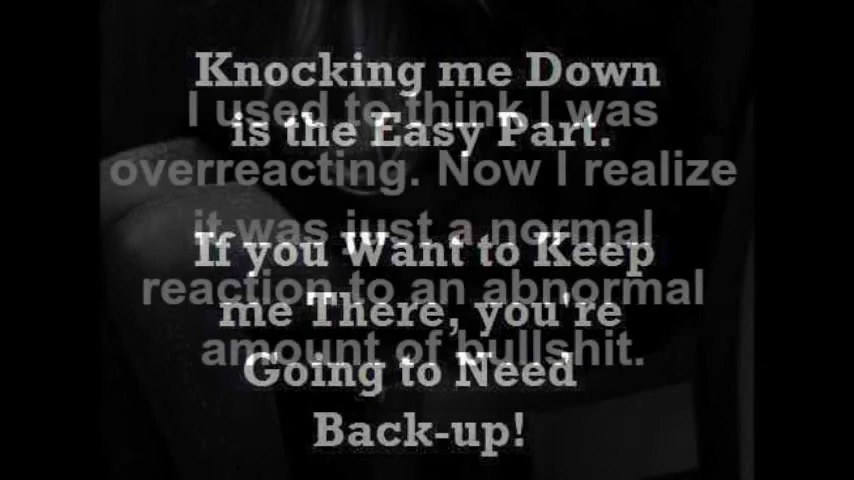 Knocking me Down
is the Easy Part.
If you Want to Keep
me There, you're
Going to Need
Back-up!
I used to think I was
overreacting. Now I realize
it was just a normal
reaction to an abnormal
amount of bullshit.